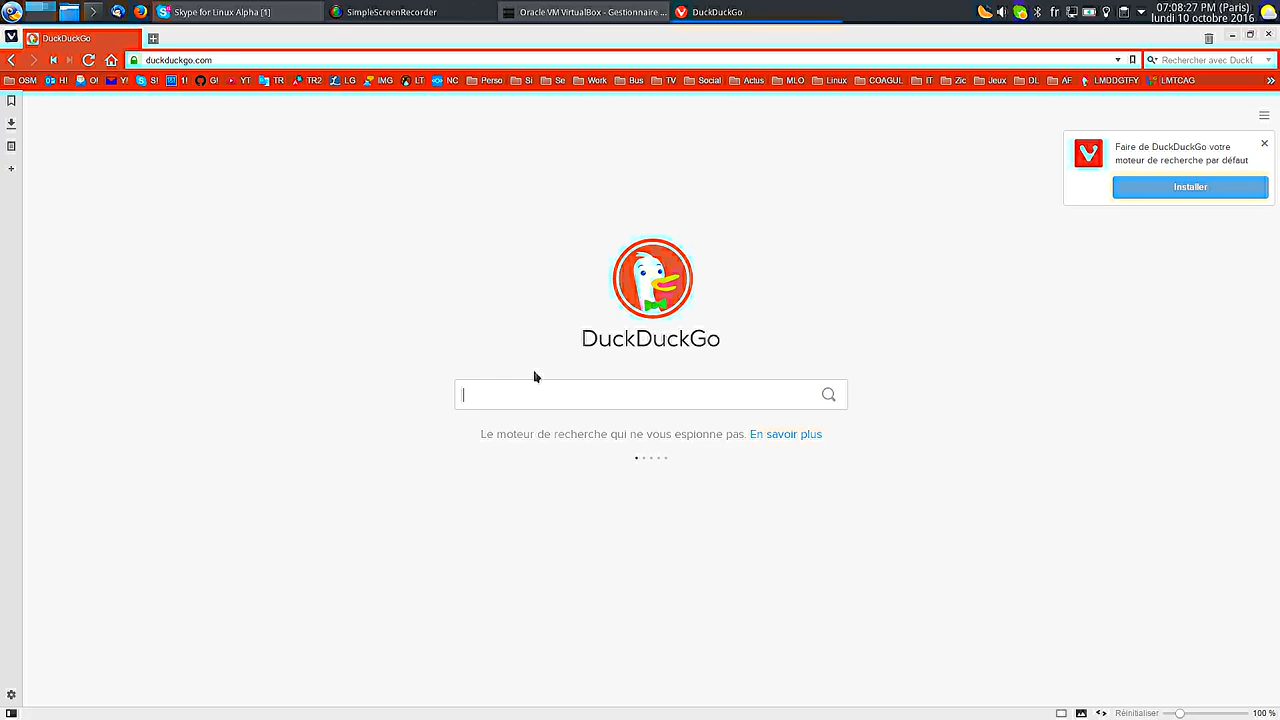 Skype for Linux Alpha [1]
SimpleScreenRecorder
Oracle VM VirtualBox - Gestionnaire...
DuckDuckGo
fr
07:08:27 PM (Paris)
lundi 10 octobre 2016
DuckDuckGo
duckduckgo.com
Rechercher avec Duck
OSM H! O! Y! S! 1! G! YT TR TR2 LG IMG LT NC Perso Si Se Work Bus TV Social Actus MLO Linux COAGUL IT Zic Jeux DL AF LMDDGTFY LMTCAG »
Faire de DuckDuckGo votre
moteur de recherche par défaut
Installer
DuckDuckGo
Le moteur de recherche qui ne vous espionne pas. En savoir plus
Réinitialiser 100 %